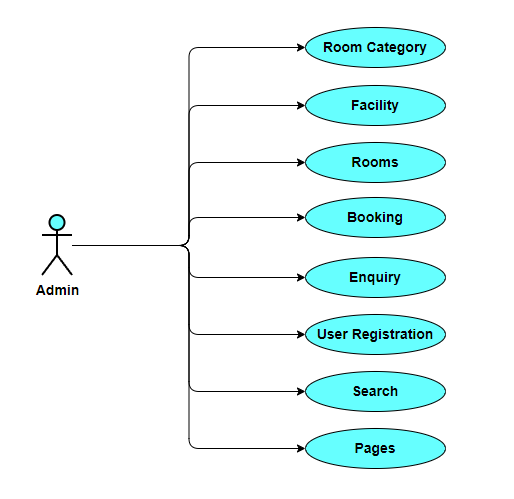 Room Category
Facility
Rooms
Booking
Enquiry
Admin
User Registration
Search
Pages